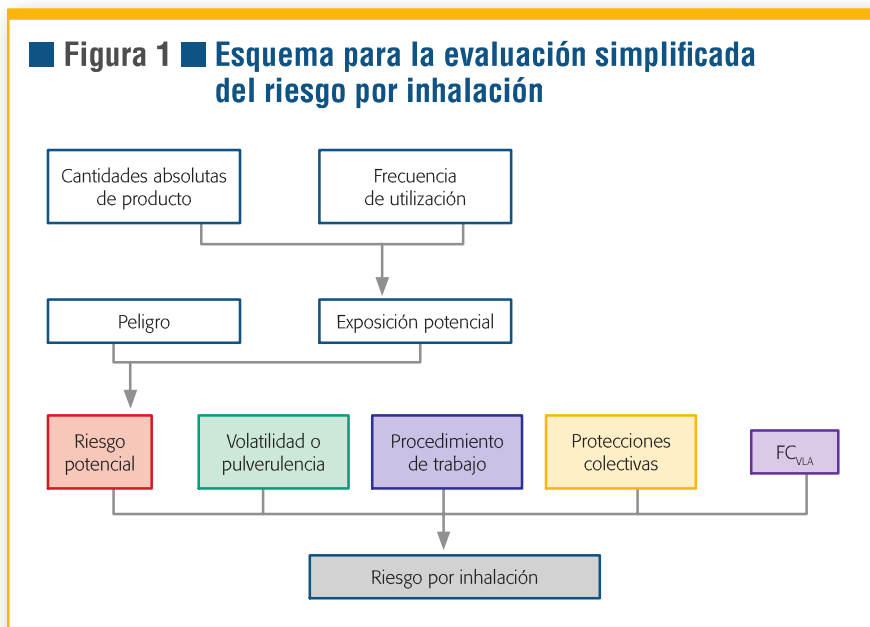 Figura 1 Esquema para la evaluación simplificada
del riesgo por inhalación
Cantidades absolutas
de producto
Frecuencia
de utilización
Peligro
Exposición potencial
Riesgo
potencial
Volatilidad o
pulverulencia
Procedimiento
de trabajo
Protecciones
colectivas
FCVLA
Riesgo por inhalación